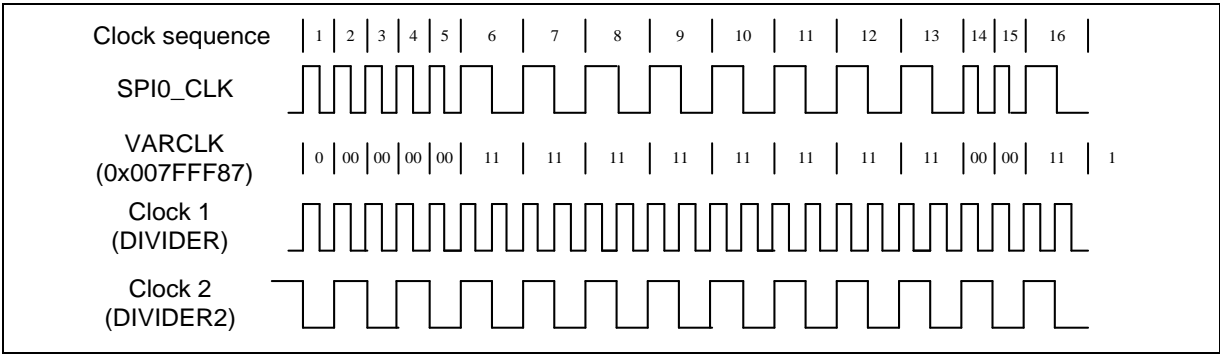 Clock sequence 1 2 3 4 5 6 7 8 9 10 11 12 13 14 15 16
SPI0_CLK
VARCLK
(0x007FFF87)
0 00 00 00 00 11 11 11 11 11 11 11 11 00 00 11 1
Clock 1
(DIVIDER)
Clock 2
(DIVIDER2)